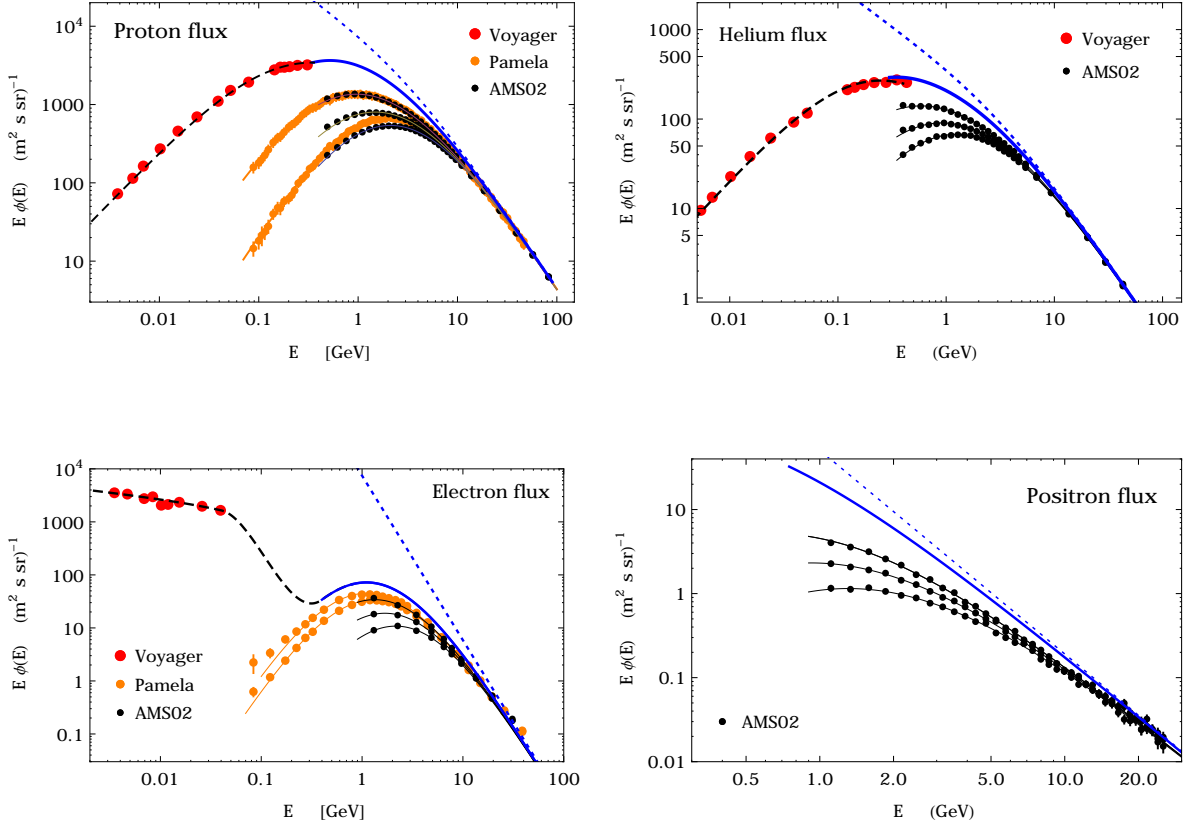 Proton flux
Voyager
Pamela
AMS02
10⁴
1000
100
10
0.01
0.1
1
10
100
E ϕ(E) (m² s sr)⁻¹
E [GeV]
Helium flux
Voyager
AMS02
1000
500
100
50
10
5
1
0.01
0.1
1
10
100
E ϕ(E) (m² s sr)⁻¹
E (GeV)
Electron flux
Voyager
Pamela
AMS02
10⁴
1000
100
10
1
0.1
0.01
0.1
1
10
100
E ϕ(E) (m² s sr)⁻¹
E [GeV]
Positron flux
AMS02
10
1
0.1
0.01
0.5
1.0
2.0
5.0
10.0
20.0
E ϕ(E) (m² s sr)⁻¹
E (GeV)